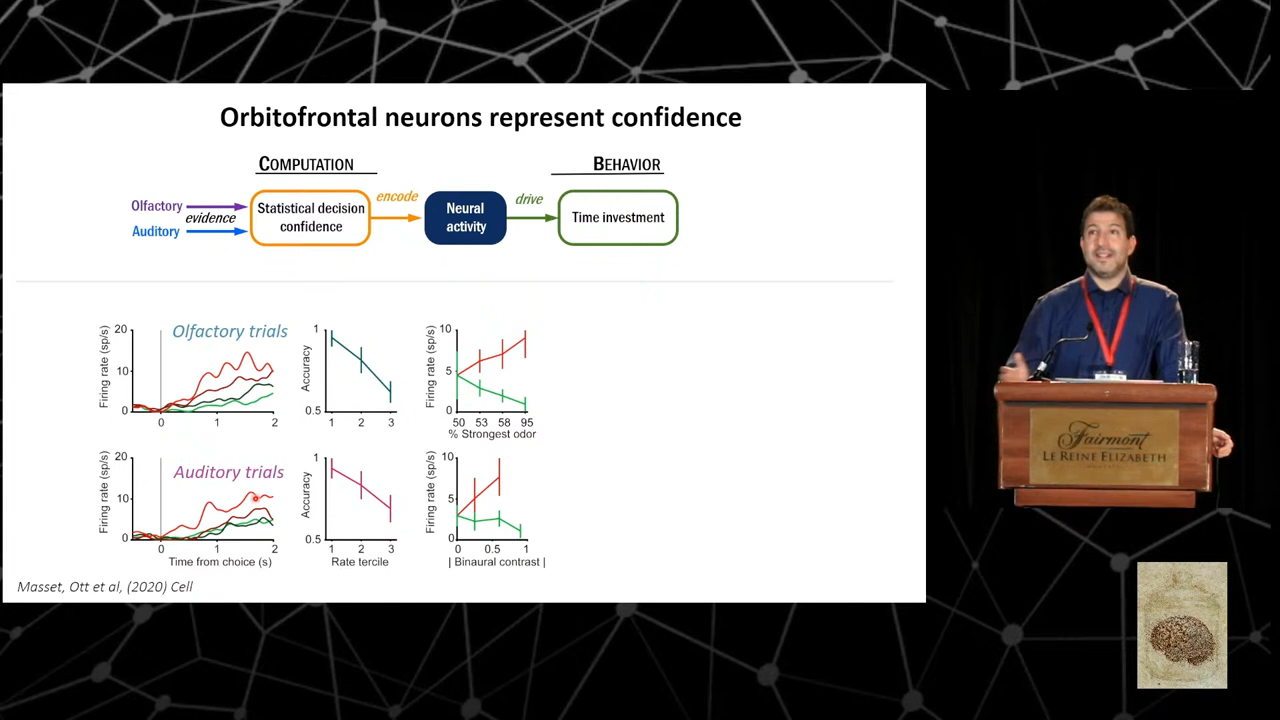 Orbitofrontal neurons represent confidence
COMPUTATION
BEHAVIOR
Olfactory
evidence
Auditory
Statistical decision
confidence
encode
Neural
activity
drive
Time investment
Firing rate (sp/s)
20
10
0
Olfactory trials
0 1 2
Accuracy
1
0.5
1 2 3
Firing rate (sp/s)
10
5
0
50 53 58 95
% Strongest odor
Firing rate (sp/s)
20
10
0
Auditory trials
0 1 2
Time from choice (s)
Accuracy
1
0.5
1 2 3
Rate tercile
Firing rate (sp/s)
10
5
0
0 0.5 1
| Binaural contrast |
Masset, Ott et al, (2020) Cell
Fairmont
LE REINE ELIZABETH